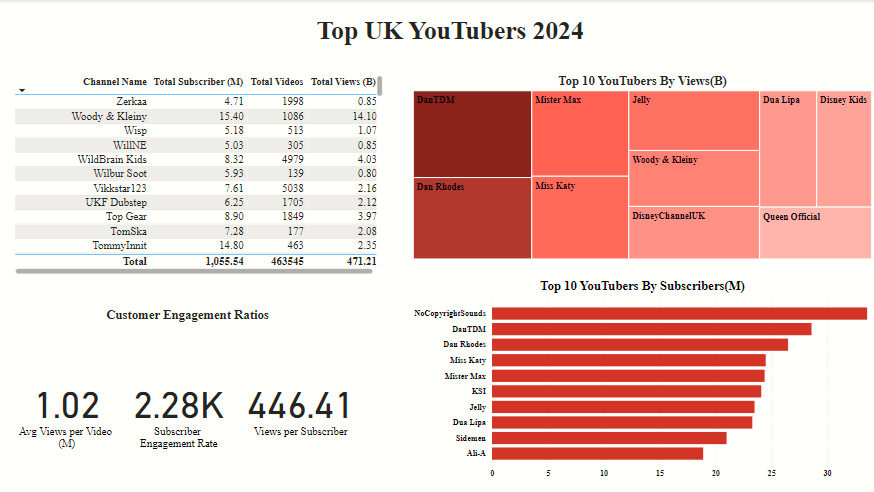 Top UK YouTubers 2024
Channel Name Total Subscriber (M) Total Videos Total Views (B)
Zerkaa 4.71 1998 0.85
Woody & Kleiny 15.40 1086 14.10
Wisp 5.18 513 1.07
WillNE 5.03 305 0.85
WildBrain Kids 8.32 4979 4.03
Wilbur Soot 5.93 139 0.80
Vikkstar123 7.61 5038 2.16
UKF Dubstep 6.25 1705 2.12
Top Gear 8.90 1849 3.97
TomSka 7.28 177 2.08
TommyInnit 14.80 463 2.35
Total 1,055.54 463545 471.21
Top 10 YouTubers By Views(B)
DanTDM
Dan Rhodes
Mister Max
Miss Katy
Jelly
Woody & Kleiny
DisneyChannelUK
Dua Lipa
Disney Kids
Queen Official
Customer Engagement Ratios
1.02
Avg Views per Video
(M)
2.28K
Subscriber
Engagement Rate
446.41
Views per Subscriber
Top 10 YouTubers By Subscribers(M)
NoCopyrightSounds
DanTDM
Dan Rhodes
Miss Katy
Mister Max
KSI
Jelly
Dua Lipa
Sidemen
Ali-A
0 5 10 15 20 25 30